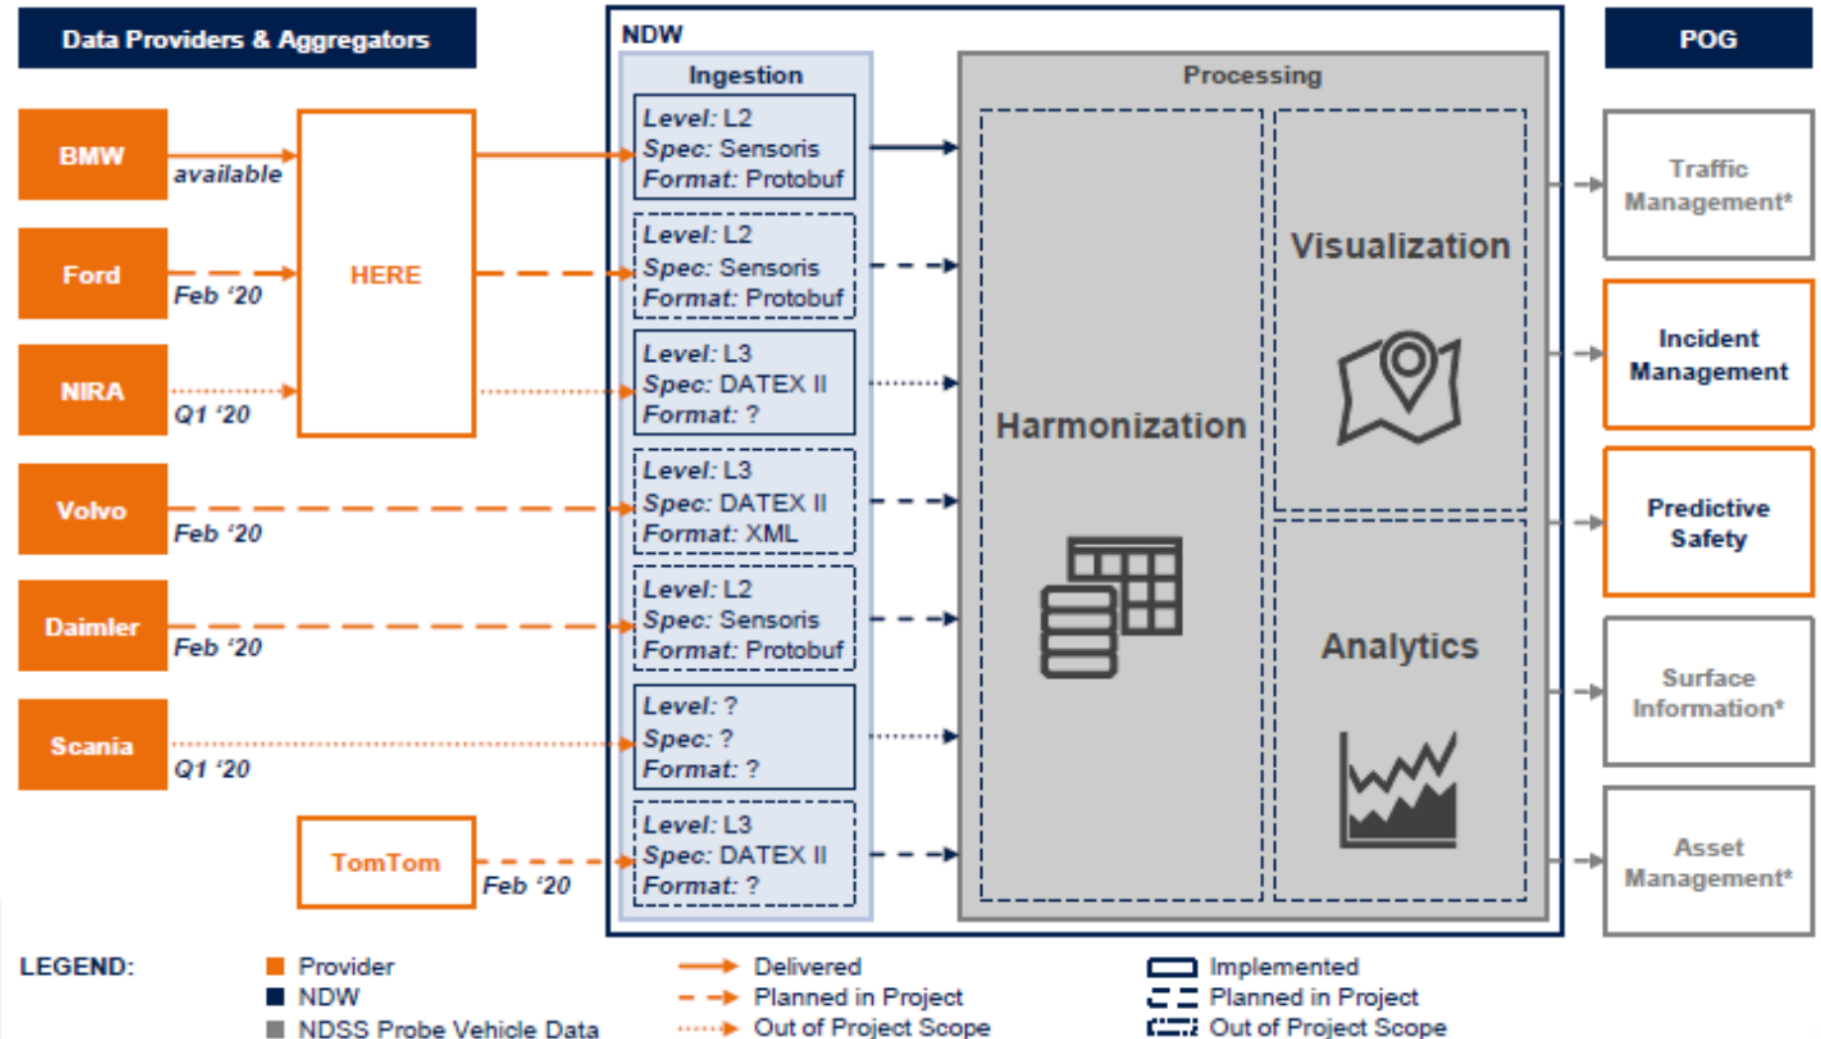 Data Providers & Aggregators
NDW
POG
Ingestion
Processing
BMW
available
Ford
Feb ‘20
NIRA
Q1 ‘20
HERE
Volvo
Feb ‘20
Daimler
Feb ‘20
Scania
Q1 ‘20
TomTom
Feb ‘20
Level: L2
Spec: Sensoris
Format: Protobuf
Level: L2
Spec: Sensoris
Format: Protobuf
Level: L3
Spec: DATEX II
Format: ?
Level: L3
Spec: DATEX II
Format: XML
Level: L2
Spec: Sensoris
Format: Protobuf
Level: ?
Spec: ?
Format: ?
Level: L3
Spec: DATEX II
Format: ?
Harmonization
Visualization
Analytics
Traffic
Management*
Incident
Management
Predictive
Safety
Surface
Information*
Asset
Management*
LEGEND:
Provider
NDW
NDSS Probe Vehicle Data
Delivered
Planned in Project
Out of Project Scope
Implemented
Planned in Project
Out of Project Scope